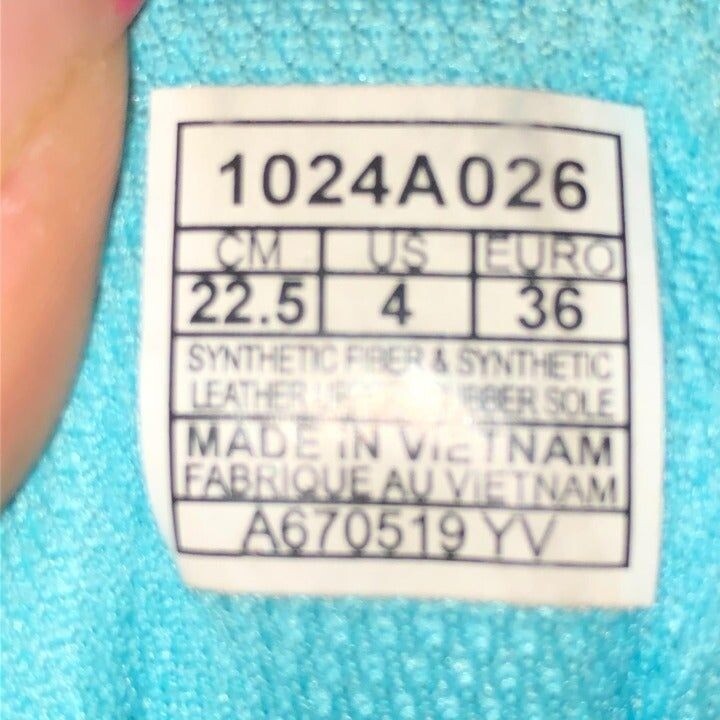 1024A026
CM US EURO
22.5 4 36
SYNTHETIC FIBER & SYNTHETIC
LEATHER SOLE
MADE IN VIETNAM
FABRIQUE AU VIETNAM
A670519 YV